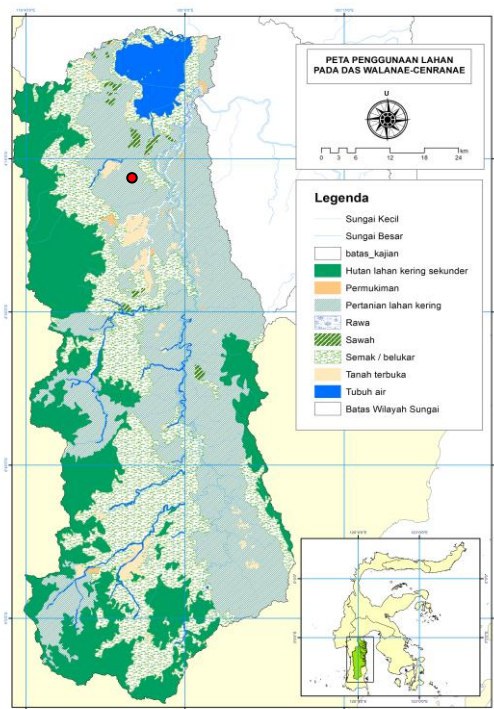 PETA PENGGUNAAN LAHAN
PADA DAS WALANAE-CENRANAE
U
0 3 6 12 18 24 km
Legenda
Sungai Kecil
Sungai Besar
batas_kajian
Hutan lahan kering sekunder
Permukiman
Pertanian lahan kering
Rawa
Sawah
Semak / belukar
Tanah terbuka
Tubuh air
Batas Wilayah Sungai